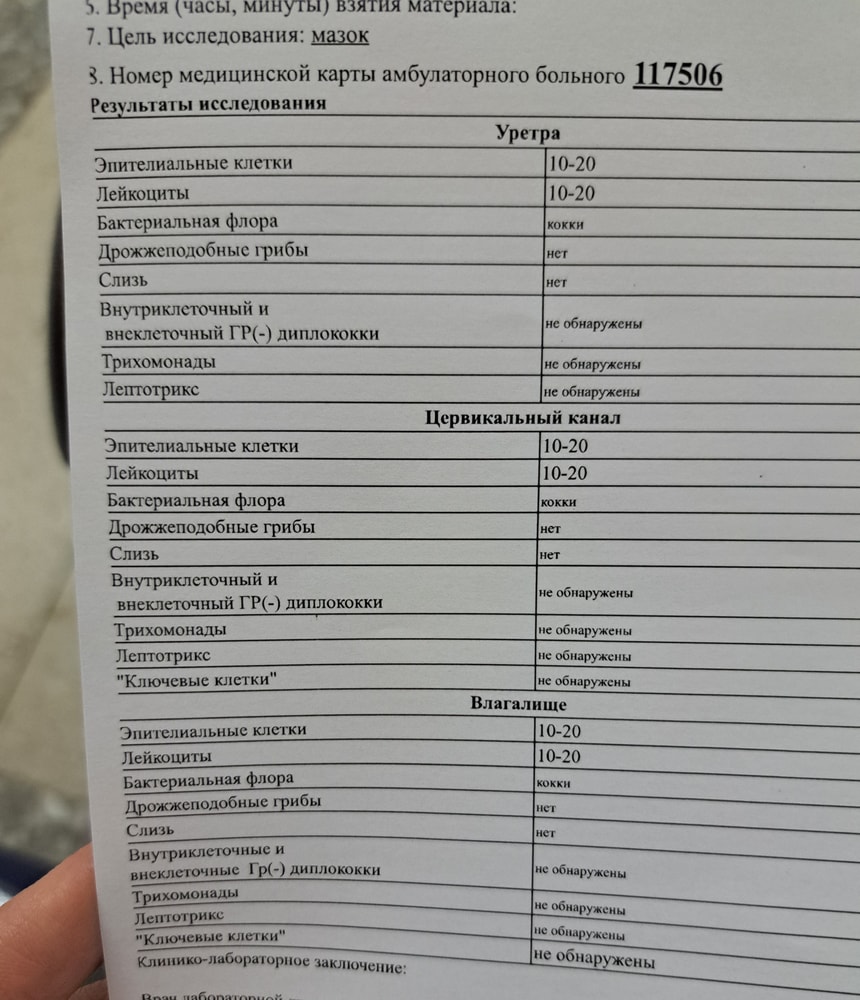 5. Время (часы, минуты) взятия материала:
7. Цель исследования: мазок
8. Номер медицинской карты амбулаторного больного 117506
Результаты исследования
Уретра
Эпителиальные клетки 10-20
Лейкоциты 10-20
Бактериальная флора кокки
Дрожжеподобные грибы нет
Слизь нет
Внутриклеточный и
внеклеточный ГР(-) диплококки не обнаружены
Трихомонады не обнаружены
Лептотрикс не обнаружены
Цервикальный канал
Эпителиальные клетки 10-20
Лейкоциты 10-20
Бактериальная флора кокки
Дрожжеподобные грибы нет
Слизь нет
Внутриклеточный и
внеклеточный ГР(-) диплококки не обнаружены
Трихомонады не обнаружены
Лептотрикс не обнаружены
"Ключевые клетки" не обнаружены
Влагалище
Эпителиальные клетки 10-20
Лейкоциты 10-20
Бактериальная флора кокки
Дрожжеподобные грибы нет
Слизь нет
Внутриклеточные и
внеклеточные Гр(-) диплококки не обнаружены
Трихомонады не обнаружены
Лептотрикс не обнаружены
"Ключевые клетки" не обнаружены
Клинико-лабораторное заключение:
Врач лабораторной